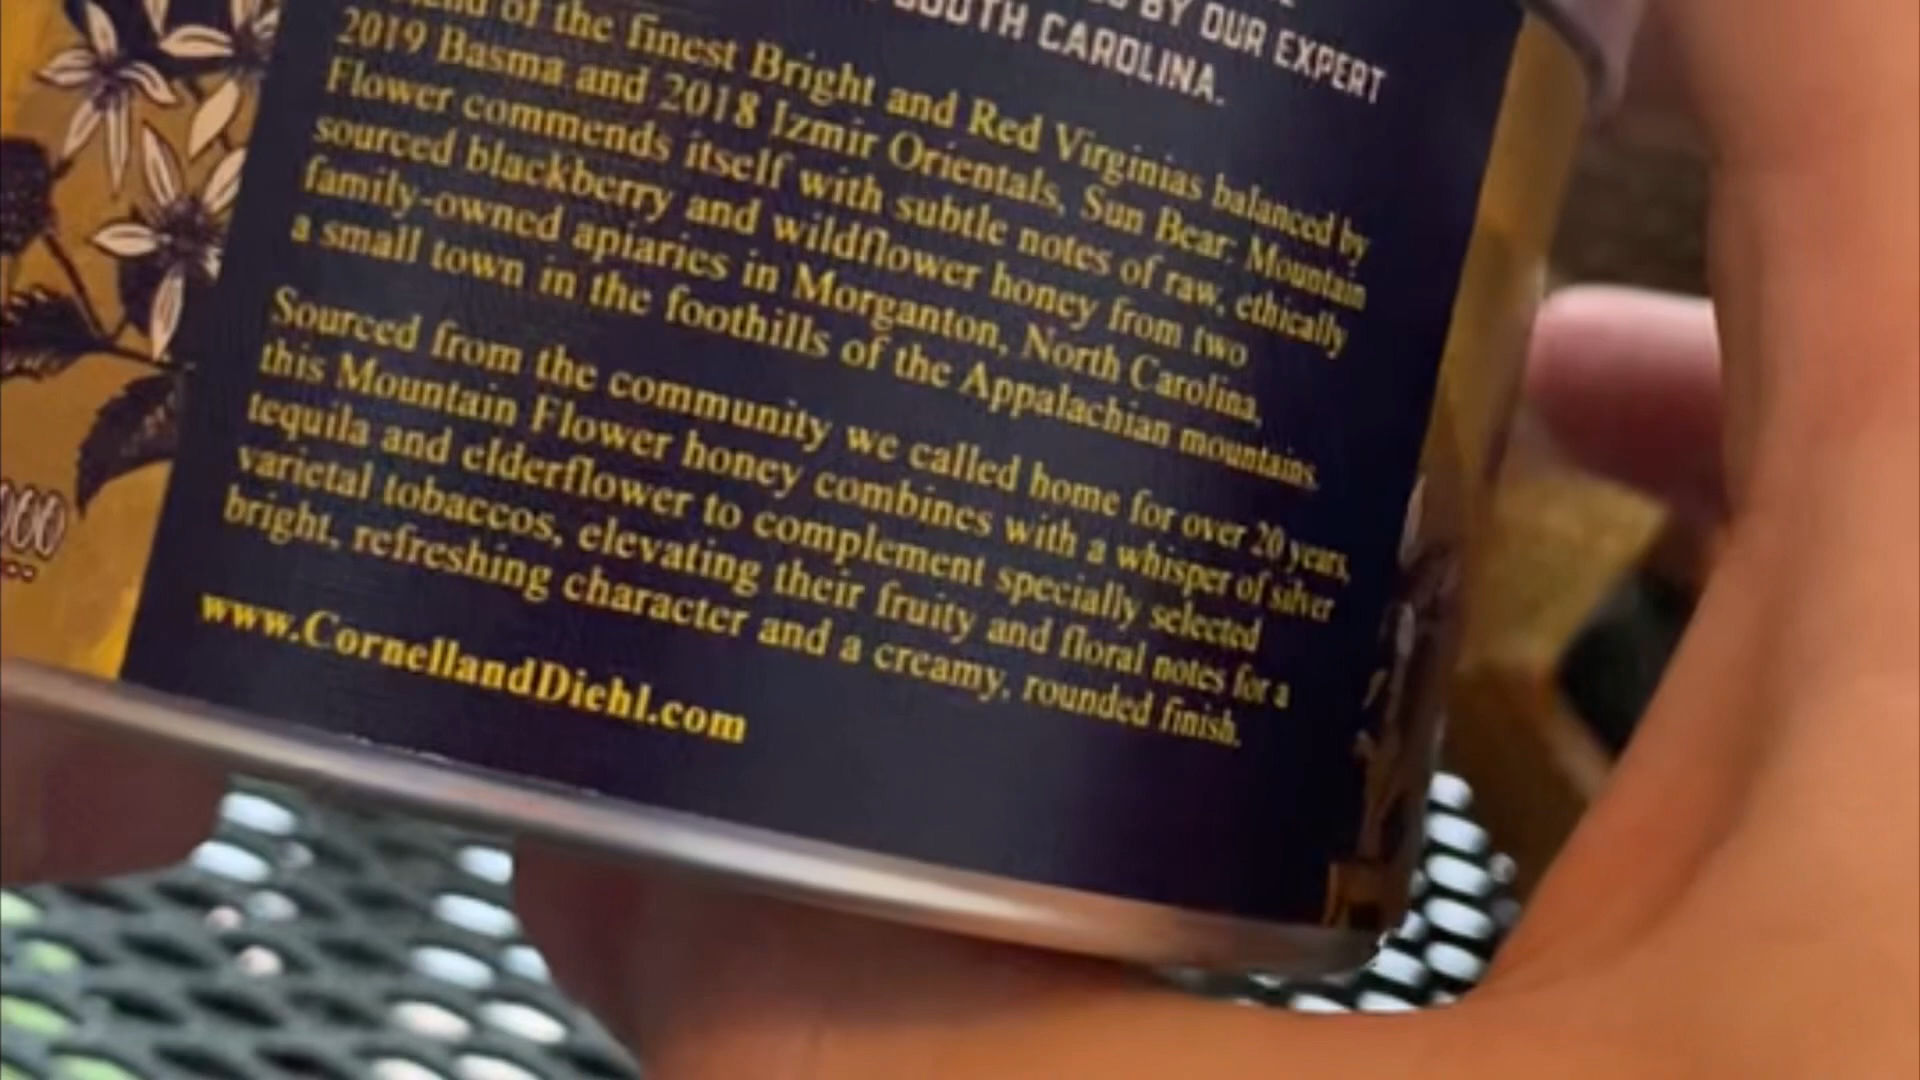 BY OUR EXPERT
SOUTH CAROLINA.
of the finest Bright and Red Virginias balanced by
2019 Basma and 2018 Izmir Orientals, Sun Bear: Mountain
Flower commends itself with subtle notes of raw, ethically
sourced blackberry and wildflower honey from two
family-owned apiaries in Morganton, North Carolina,
a small town in the foothills of the Appalachian mountains.
Sourced from the community we called home for over 20 years,
this Mountain Flower honey combines with a whisper of silver
tequila and elderflower to complement specially selected
varietal tobaccos, elevating their fruity and floral notes for a
bright, refreshing character and a creamy, rounded finish.
www.CornellandDiehl.com